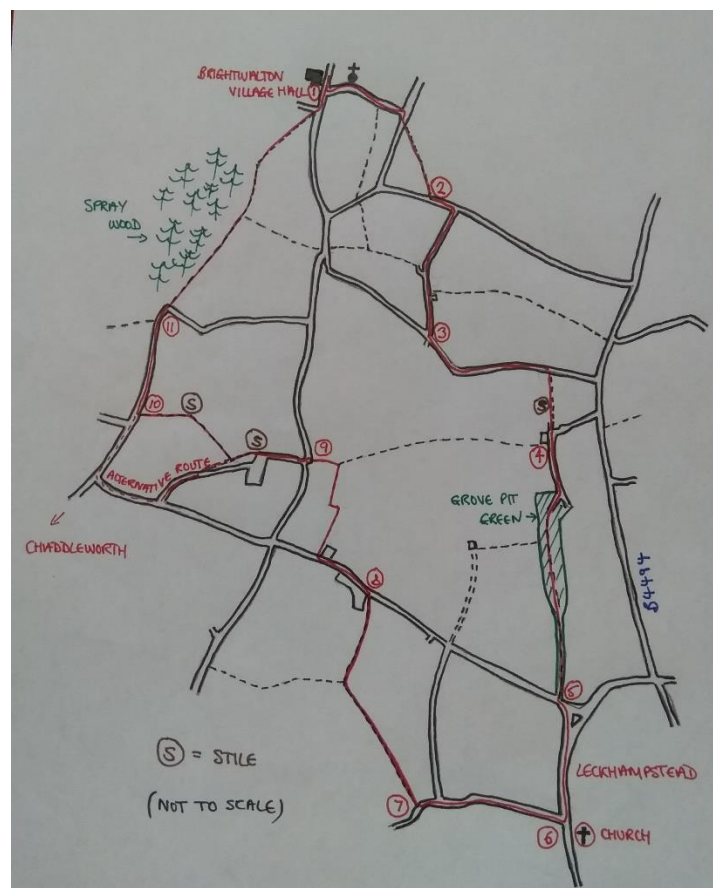 BRIGHTWALTON
VILLAGE HALL
1
2
SPRAY
WOOD
3
11
S
10
S
9
4
ALTERNATIVE ROUTE
GROVE PIT
GREEN
CHADDLEWORTH
8
B4494
5
S = STILE
(NOT TO SCALE)
LECKHAMPSTEAD
7
6
CHURCH
S